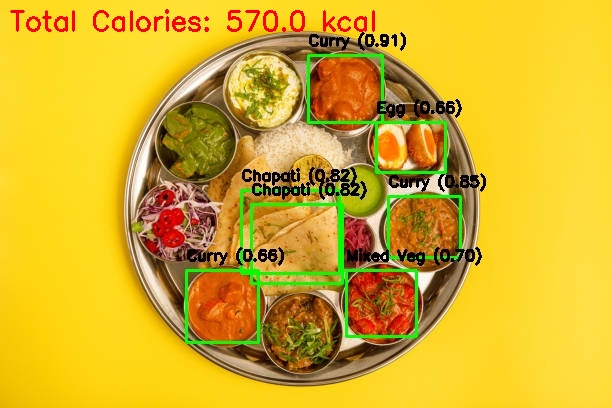 Total Calories: 570.0 kcal
Curry (0.91)
Egg (0.66)
Chapati (0.82)
Chapati (0.82)
Curry (0.85)
Curry (0.66)
Mixed Veg (0.70)